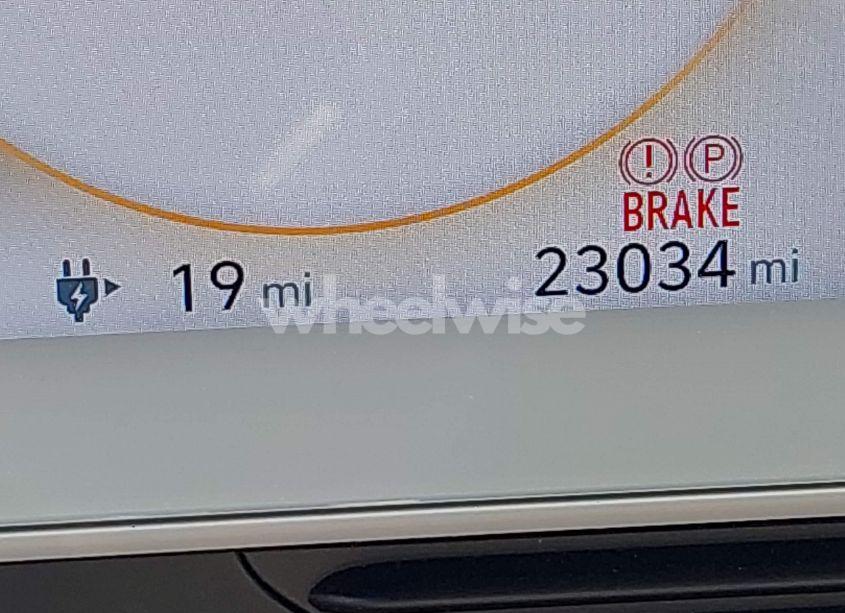 (!) (P)
BRAKE
19 mi 23034 mi
wheelwise